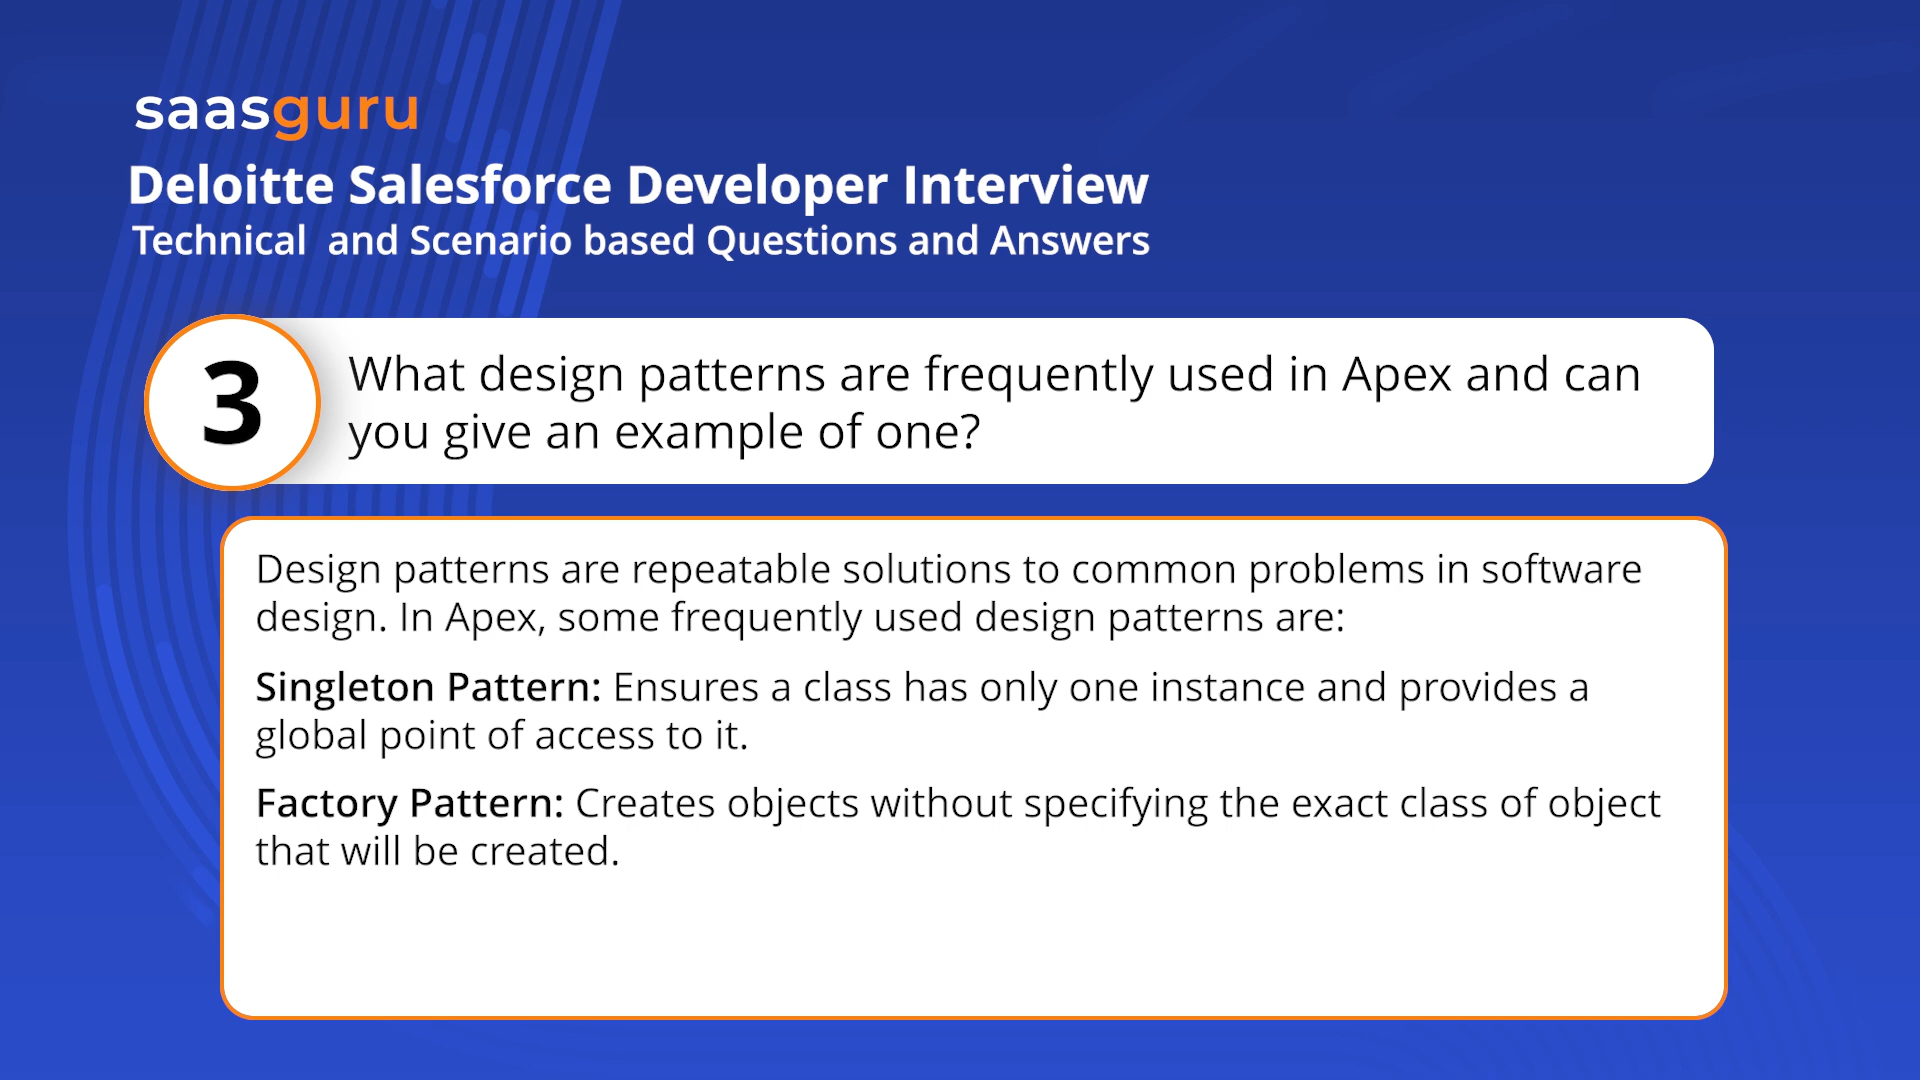 saasguru
Deloitte Salesforce Developer Interview
Technical and Scenario based Questions and Answers
3
What design patterns are frequently used in Apex and can
you give an example of one?
Design patterns are repeatable solutions to common problems in software
design. In Apex, some frequently used design patterns are:
Singleton Pattern: Ensures a class has only one instance and provides a
global point of access to it.
Factory Pattern: Creates objects without specifying the exact class of object
that will be created.